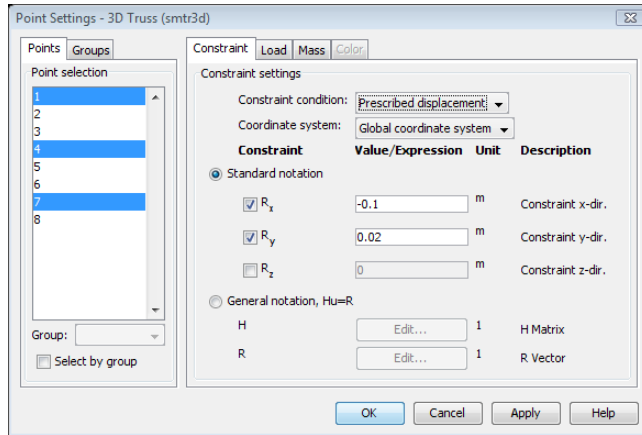 Point Settings - 3D Truss (smtr3d)
Points Groups
Point selection
1
2
3
4
5
6
7
8
Group:
Select by group
Constraint Load Mass Color
Constraint settings
Constraint condition: Prescribed displacement
Coordinate system: Global coordinate system
Constraint Value/Expression Unit Description
Standard notation
Rx -0.1 m Constraint x-dir.
Ry 0.02 m Constraint y-dir.
Rz 0 m Constraint z-dir.
General notation, Hu=R
H Edit... 1 H Matrix
R Edit... 1 R Vector
OK Cancel Apply Help